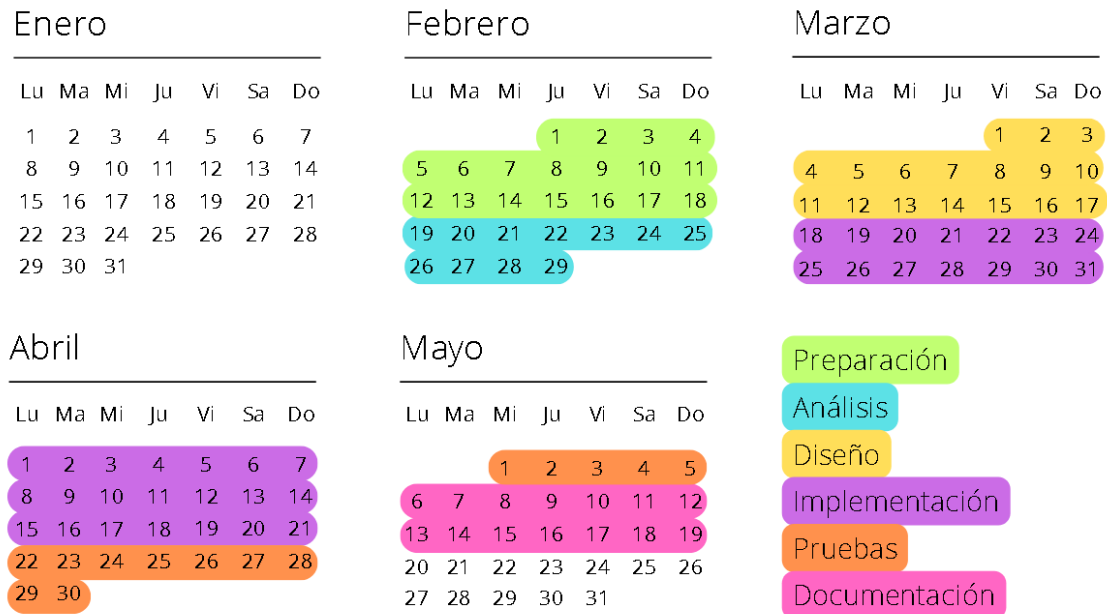 Enero
Lu Ma Mi Ju Vi Sa Do
1 2 3 4 5 6 7
8 9 10 11 12 13 14
15 16 17 18 19 20 21
22 23 24 25 26 27 28
29 30 31
Febrero
Lu Ma Mi Ju Vi Sa Do
1 2 3 4
5 6 7 8 9 10 11
12 13 14 15 16 17 18
19 20 21 22 23 24 25
26 27 28 29
Marzo
Lu Ma Mi Ju Vi Sa Do
1 2 3
4 5 6 7 8 9 10
11 12 13 14 15 16 17
18 19 20 21 22 23 24
25 26 27 28 29 30 31
Abril
Lu Ma Mi Ju Vi Sa Do
1 2 3 4 5 6 7
8 9 10 11 12 13 14
15 16 17 18 19 20 21
22 23 24 25 26 27 28
29 30
Mayo
Lu Ma Mi Ju Vi Sa Do
1 2 3 4 5
6 7 8 9 10 11 12
13 14 15 16 17 18 19
20 21 22 23 24 25 26
27 28 29 30 31
Preparación
Análisis
Diseño
Implementación
Pruebas
Documentación